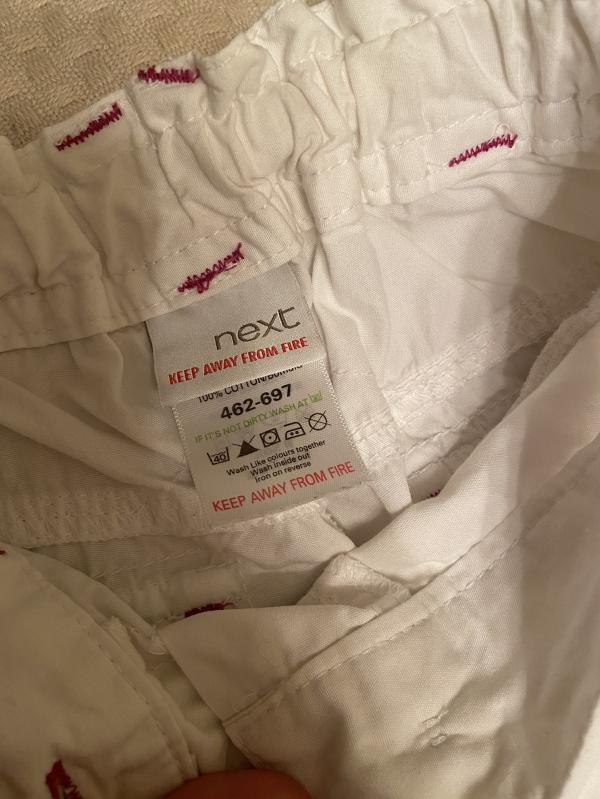 next
KEEP AWAY FROM FIRE
100% COTTON/
462-697
IF IT'S NOT DIRTY, WASH AT
40
Wash Like colours together
Wash inside out
Iron on reverse
KEEP AWAY FROM FIRE